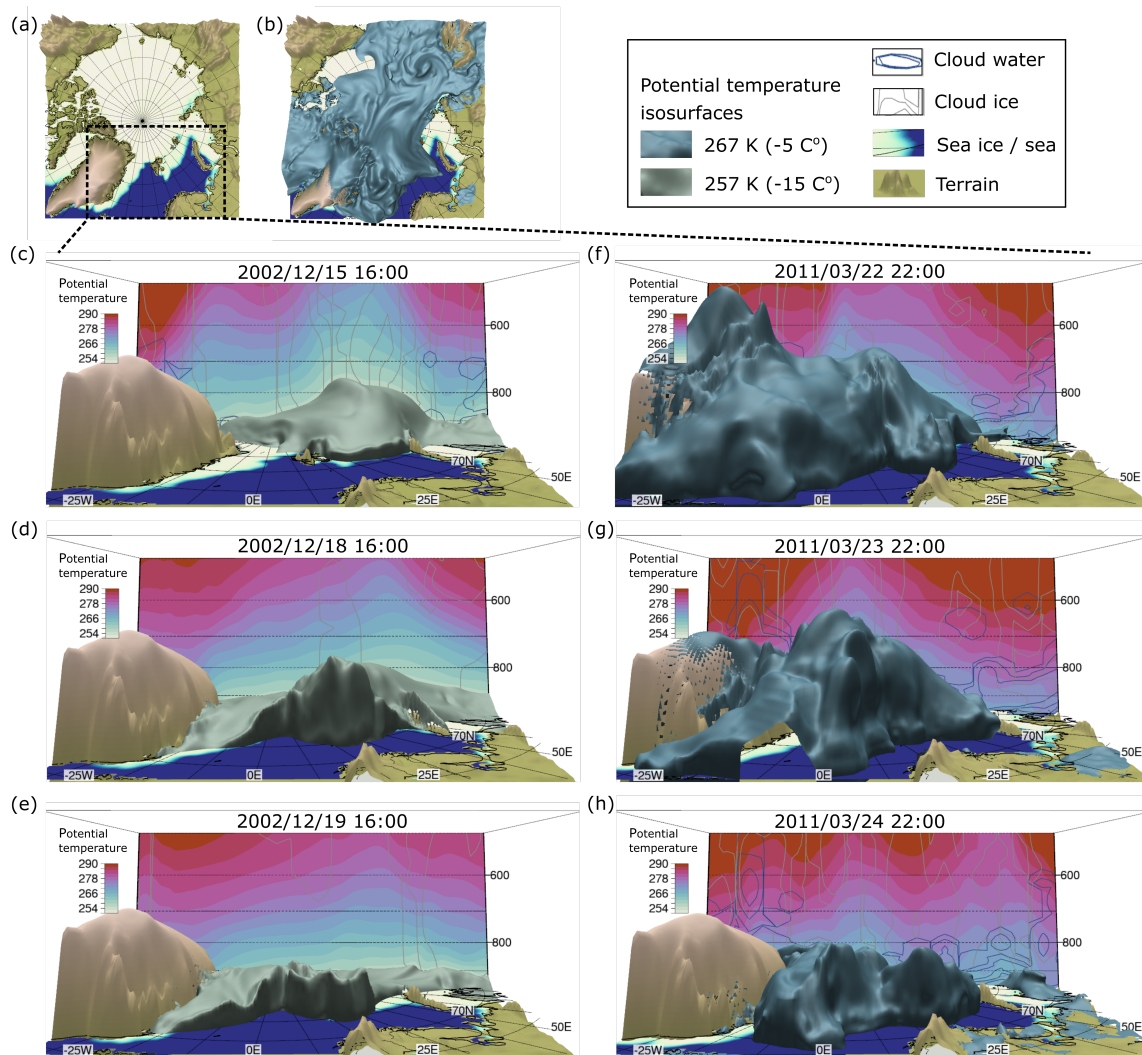 (a)
(b)
Potential temperature
isosurfaces
267 K (-5 C°)
257 K (-15 C°)
Cloud water
Cloud ice
Sea ice / sea
Terrain
(c)
2002/12/15 16:00
Potential
temperature
290
278
266
254
600
800
70N
50E
-25W
0E
25E
(f)
2011/03/22 22:00
Potential
temperature
290
278
266
254
600
800
70N
50E
-25W
0E
25E
(d)
2002/12/18 16:00
Potential
temperature
290
278
266
254
600
800
70N
50E
-25W
0E
25E
(g)
2011/03/23 22:00
Potential
temperature
290
278
266
254
600
800
70N
50E
-25W
0E
25E
(e)
2002/12/19 16:00
Potential
temperature
290
278
266
254
800
70N
50E
-25W
0E
25E
(h)
2011/03/24 22:00
Potential
temperature
290
278
266
254
800
70N
50E
-25W
0E
25E